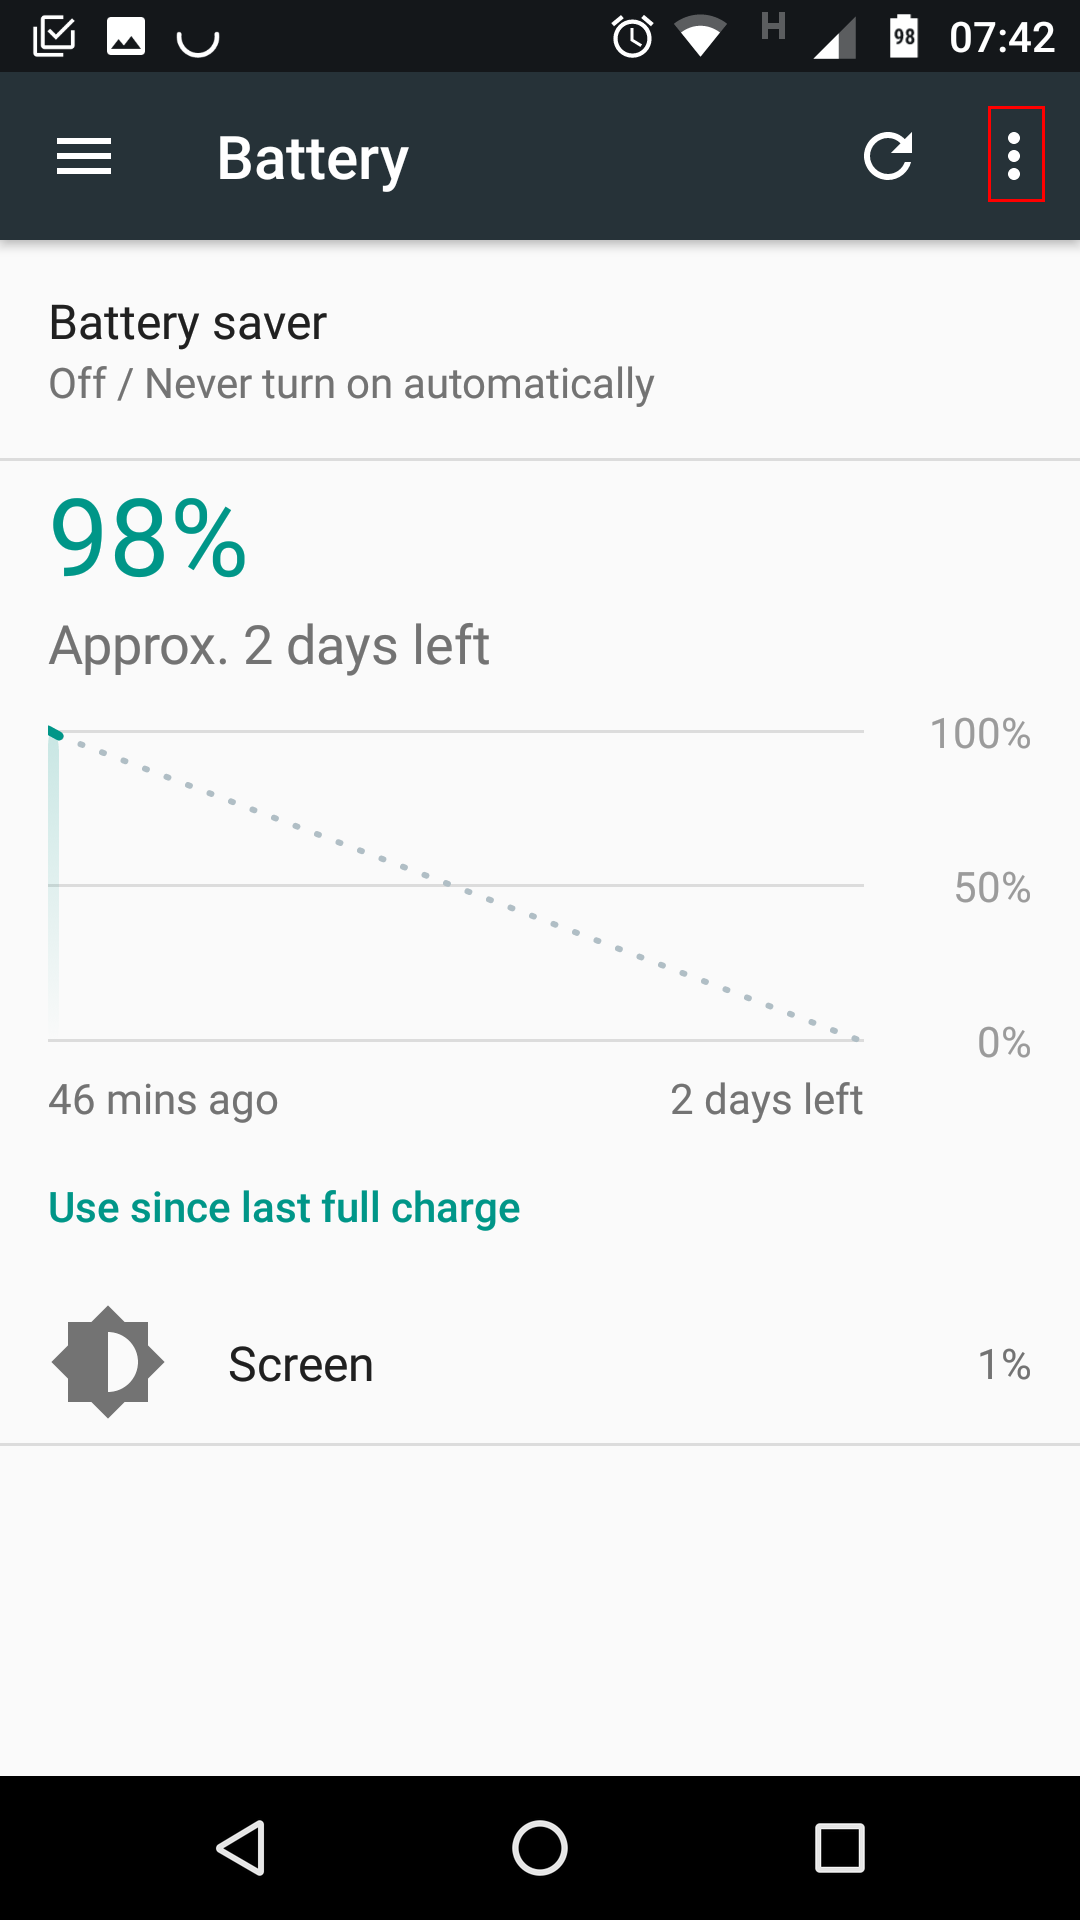 H 98 07:42
Battery
Battery saver
Off / Never turn on automatically
98%
Approx. 2 days left
100%
50%
0%
46 mins ago 2 days left
Use since last full charge
Screen 1%